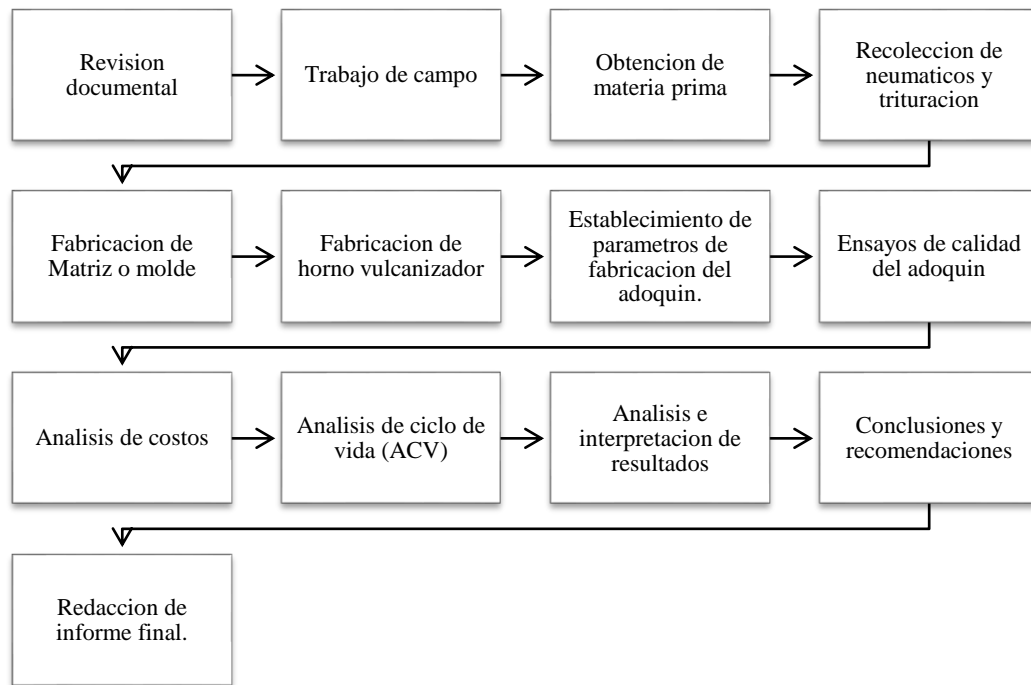 Revision
documental
Trabajo de campo
Obtencion de
materia prima
Recoleccion de
neumaticos y
trituracion
Fabricacion de
Matriz o molde
Fabricacion de
horno vulcanizador
Establecimiento de
parametros de
fabricacion del
adoquin.
Ensayos de calidad
del adoquin
Analisis de costos
Analisis de ciclo de
vida (ACV)
Analisis e
interpretacion de
resultados
Conclusiones y
recomendaciones
Redaccion de
informe final.